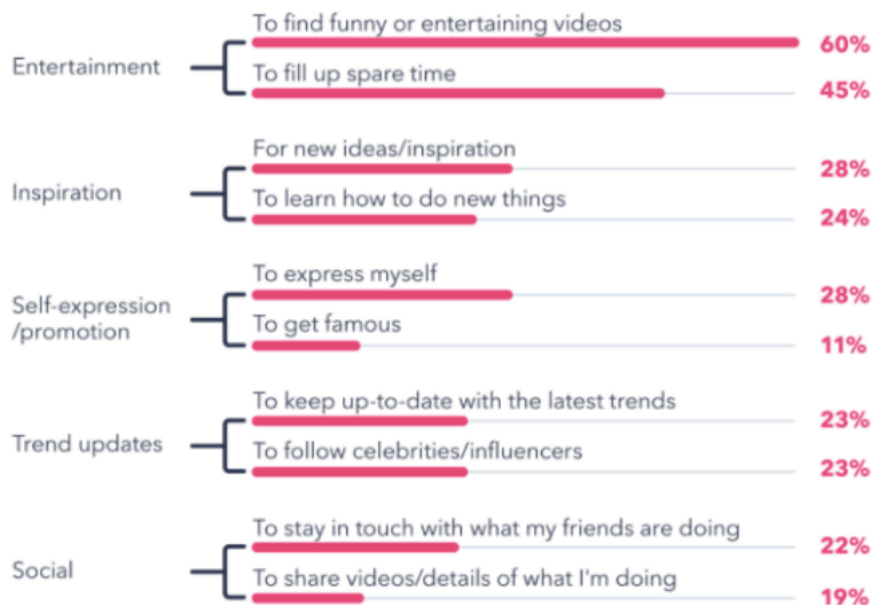 To find funny or entertaining videos
60%
Entertainment
To fill up spare time
45%
For new ideas/inspiration
28%
Inspiration
To learn how to do new things
24%
To express myself
28%
Self-expression
/promotion
To get famous
11%
To keep up-to-date with the latest trends
23%
Trend updates
To follow celebrities/influencers
23%
To stay in touch with what my friends are doing
22%
Social
To share videos/details of what I'm doing
19%